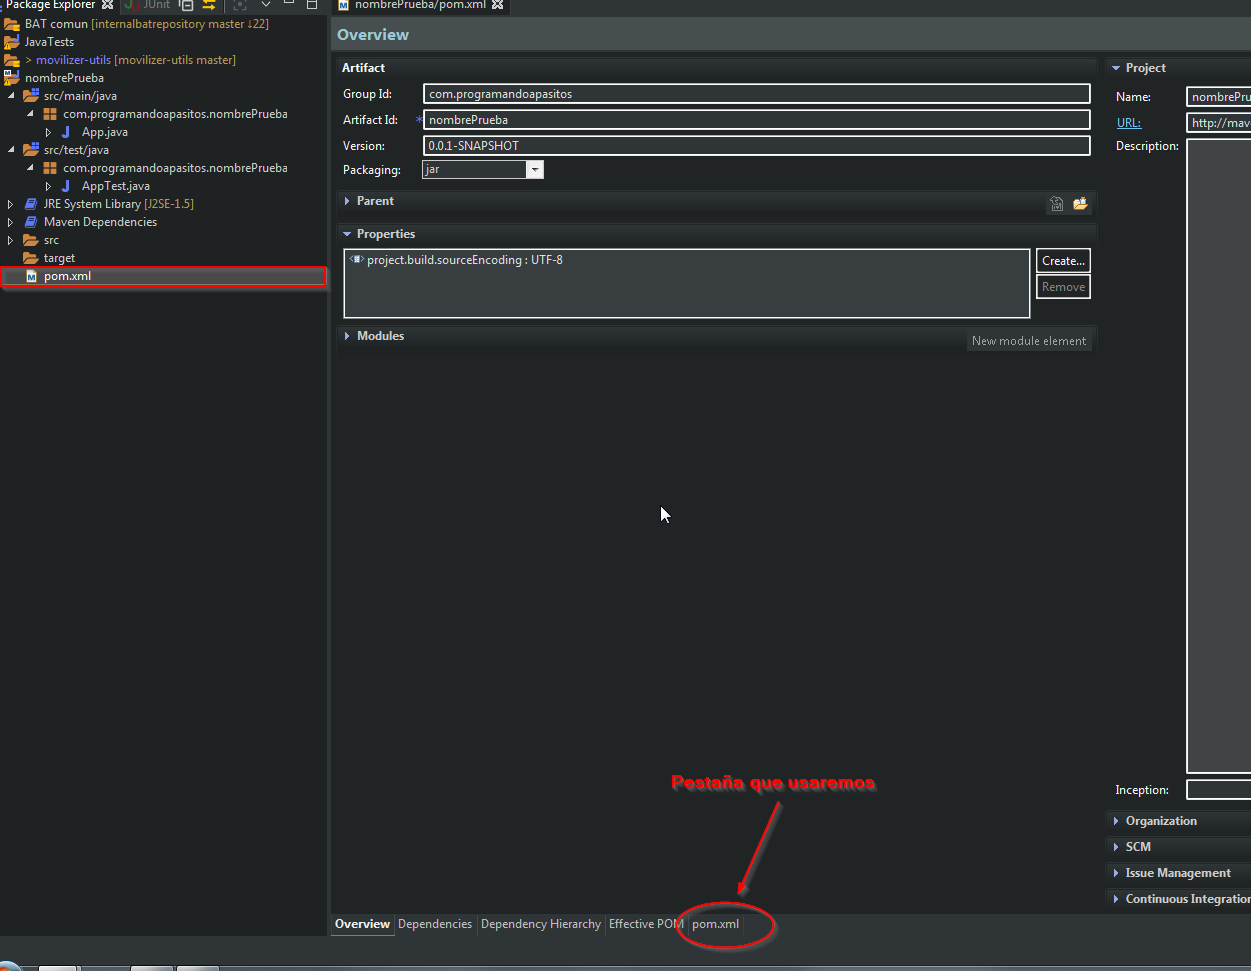 Package Explorer
JUnit
BAT comun [internalbatrepository master ↓22]
JavaTests
> movilizer-utils [movilizer-utils master]
nombrePrueba
src/main/java
com.programandoapasitos.nombrePrueba
App.java
src/test/java
com.programandoapasitos.nombrePrueba
AppTest.java
JRE System Library [J2SE-1.5]
Maven Dependencies
src
target
pom.xml
nombrePrueba/pom.xml
Overview
Artifact
Group Id:
com.programandoapasitos
Artifact Id:
*
nombrePrueba
Version:
0.0.1-SNAPSHOT
Packaging:
jar
Parent
Properties
project.build.sourceEncoding : UTF-8
Create...
Remove
Modules
New module element
Project
Name:
nombrePru
URL:
http://mav
Description:
Inception:
Organization
SCM
Issue Management
Continuous Integration
Pestaña que usaremos
Overview
Dependencies
Dependency Hierarchy
Effective POM
pom.xml